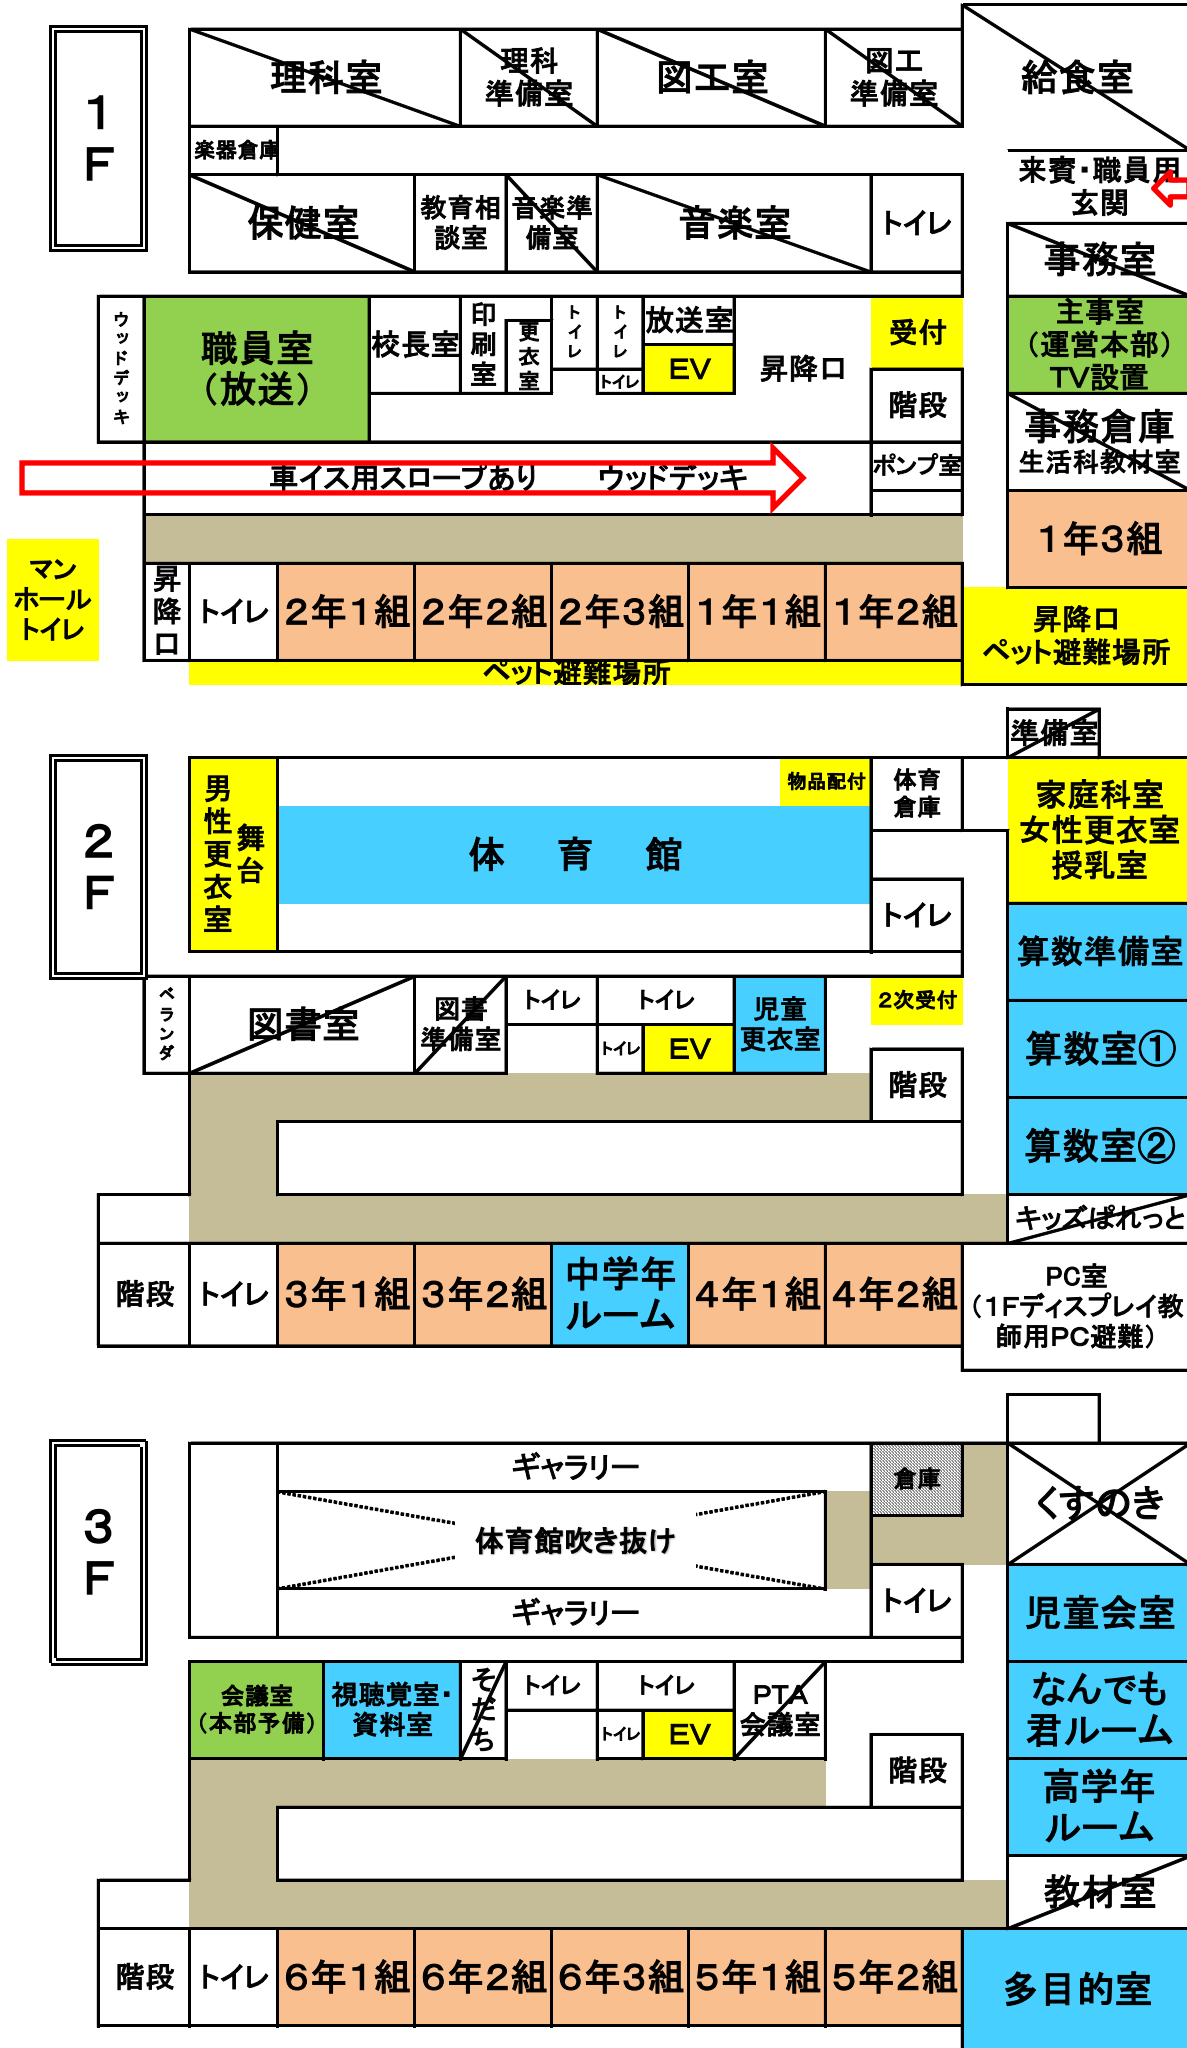 1
F
理科室
理科
準備室
図工室
図工
準備室
給食室
楽器倉庫
来賓・職員用
玄関
保健室
教育相
談室
音楽準
備室
音楽室
トイレ
事務室
ウッドデッキ
職員室
（放送）
校長室
印刷室
更衣室
トイレ
トイレ
トイレ
放送室
EV
昇降口
受付
主事室
（運営本部）
TV設置
階段
事務倉庫
生活科教材室
車イス用スロープあり　ウッドデッキ
ポンプ室
1年3組
マン
ホール
トイレ
昇降口
トイレ
2年1組
2年2組
2年3組
1年1組
1年2組
昇降口
ペット避難場所
ペット避難場所
準備室
2
F
男性更衣室
舞台
物品配付
体　育　館
体育
倉庫
家庭科室
女性更衣室
授乳室
トイレ
算数準備室
ベランダ
図書室
図書
準備室
トイレ
トイレ
トイレ
EV
児童
更衣室
2次受付
算数室①
階段
算数室②
キッズぱれっと
階段
トイレ
3年1組
3年2組
中学年
ルーム
4年1組
4年2組
PC室
（1Fディスプレイ教
師用PC避難）
3
F
ギャラリー
倉庫
くすのき
体育館吹き抜け
ギャラリー
トイレ
児童会室
会議室
（本部予備）
視聴覚室・
資料室
そだち
トイレ
トイレ
トイレ
EV
PTA
会議室
なんでも
君ルーム
階段
高学年
ルーム
教材室
階段
トイレ
6年1組
6年2組
6年3組
5年1組
5年2組
多目的室